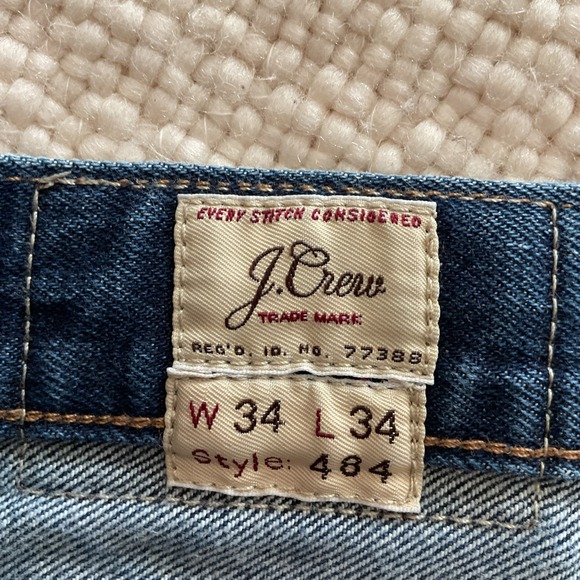 EVERY STITCH CONSIDERED
J.Crew
TRADE MARK
REG'D. ID. NO. 77388
W 34 L 34
Style: 484